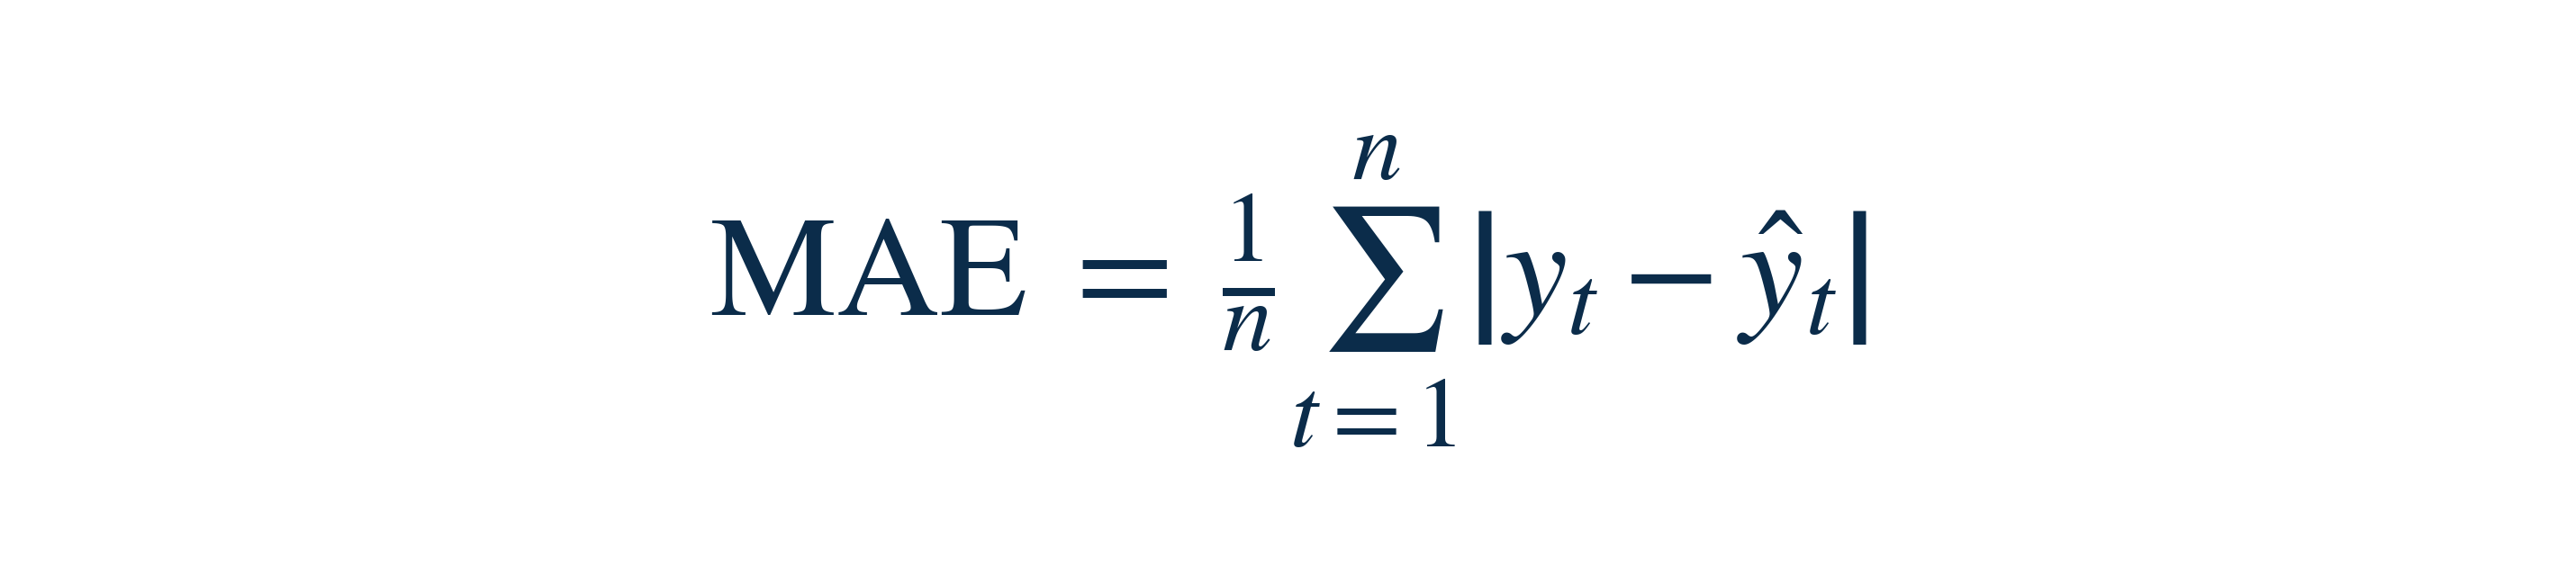 MAE = 1/n ∑_{t=1}^{n} |y_t − ŷ_t|